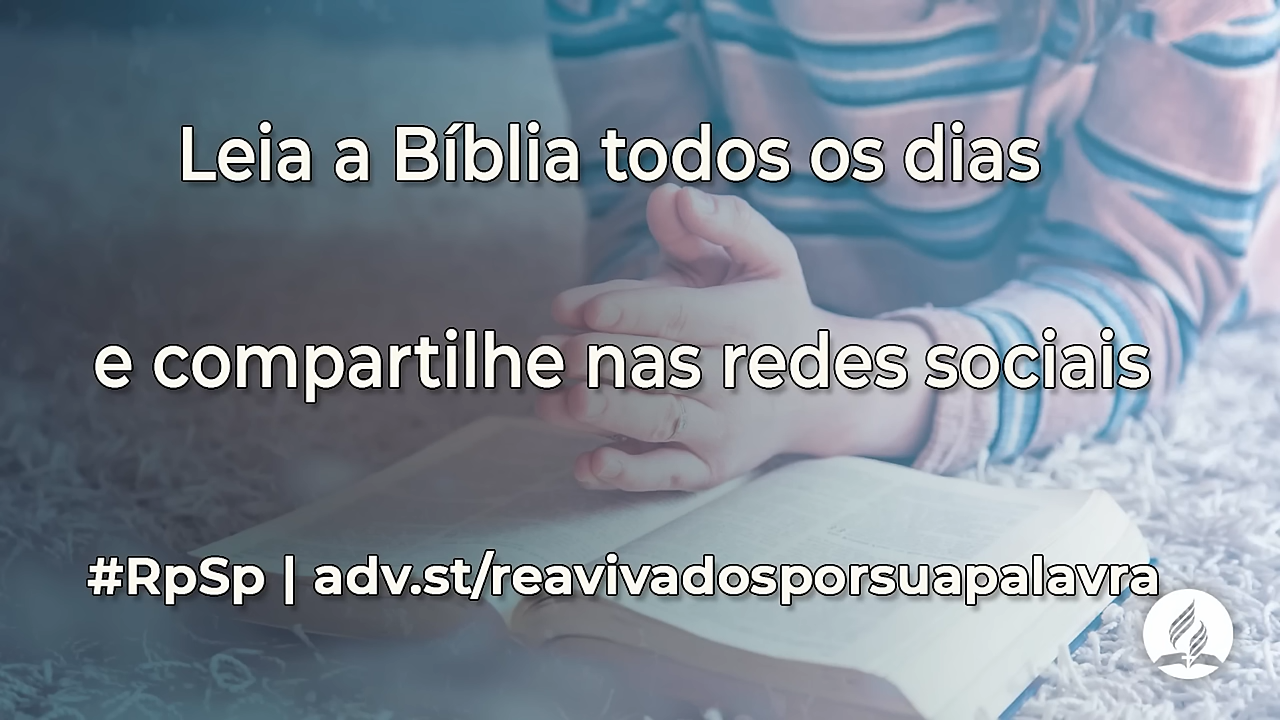 Leia a Bíblia todos os dias
e compartilhe nas redes sociais
#RpSp | adv.st/reavivadosporsuapalavra